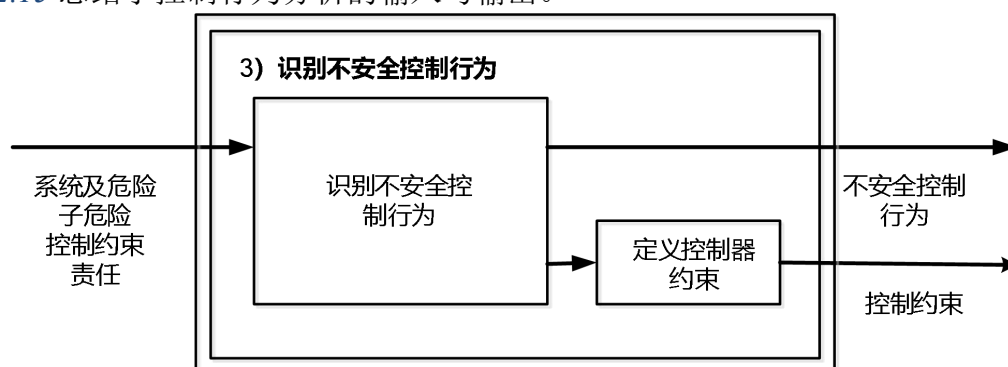 3）识别不安全控制行为
系统及危险
子危险
控制约束
责任
识别不安全控
制行为
定义控制器
约束
不安全控制
行为
控制约束